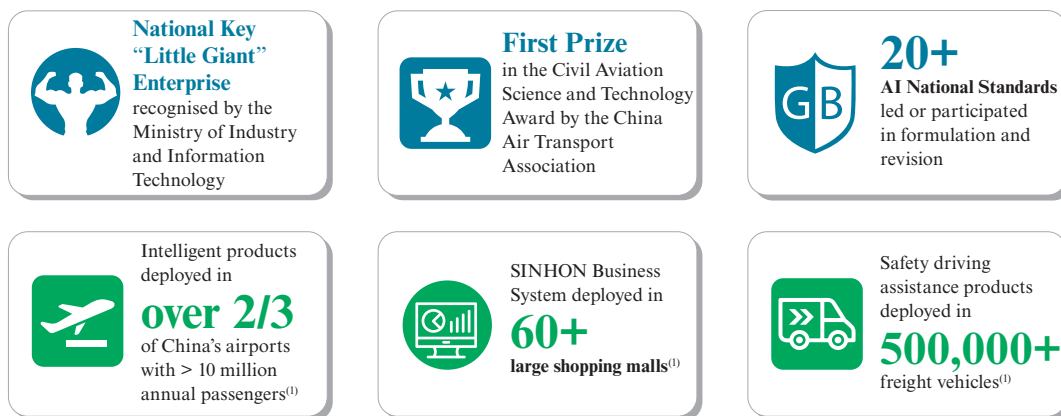 National Key
“Little Giant”
Enterprise
recognised by the
Ministry of Industry
and Information
Technology
First Prize
in the Civil Aviation
Science and Technology
Award by the China
Air Transport
Association
GB
20+
AI National Standards
led or participated
in formulation and
revision
Intelligent products
deployed in
over 2/3
of China’s airports
with > 10 million
annual passengers(1)
SINHON Business
System deployed in
60+
large shopping malls(1)
Safety driving
assistance products
deployed in
500,000+
freight vehicles(1)